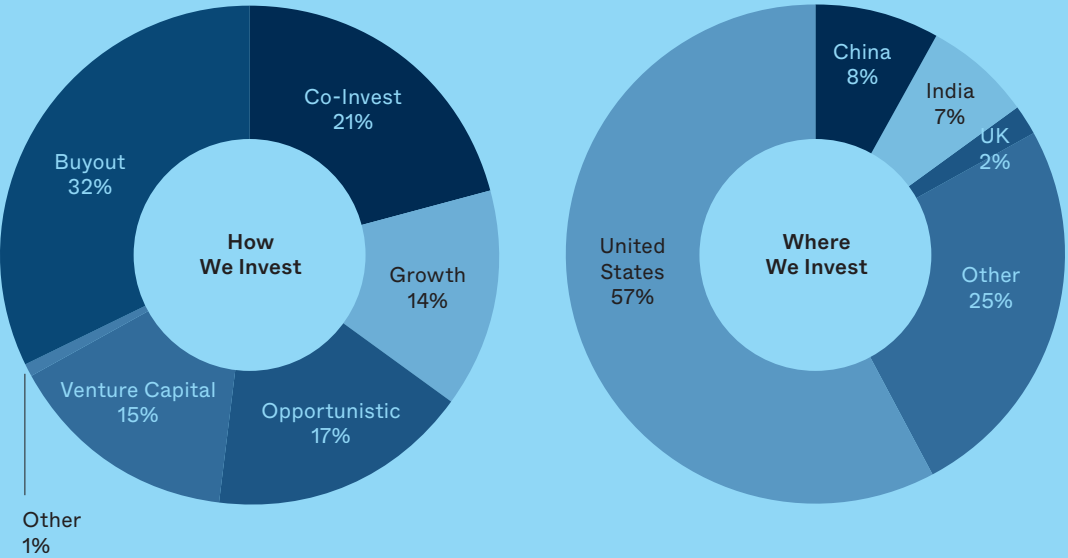 Co-Invest
21%
Growth
14%
Opportunistic
17%
Venture Capital
15%
Other
1%
Buyout
32%
How
We Invest
China
8%
India
7%
UK
2%
Other
25%
United
States
57%
Where
We Invest